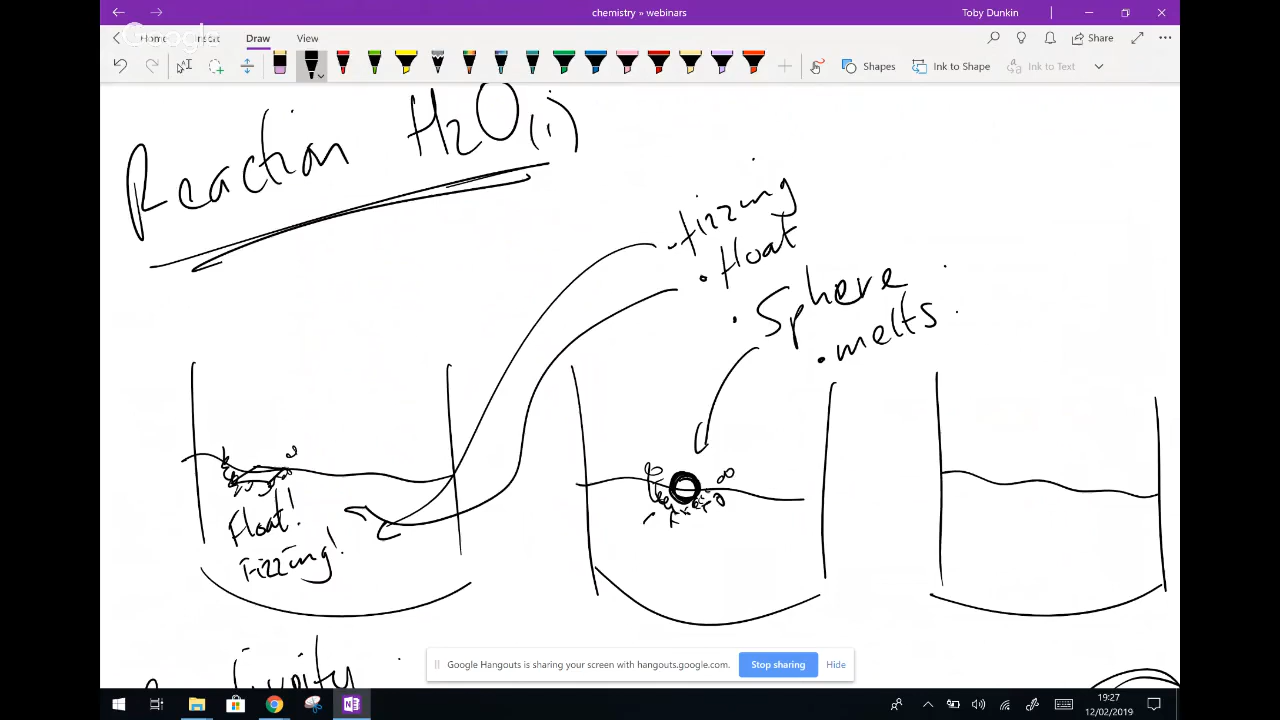 chemistry » webinars
Toby Dunkin
Google
Home Insert Draw View
Share
Shapes
Ink to Shape
Ink to Text
Reaction H2O(l)
- fizzing
• float
• Sphere
• melts
Float!
Fizzing!
Google Hangouts is sharing your screen with hangouts.google.com.
Stop sharing
Hide
19:27
12/02/2019